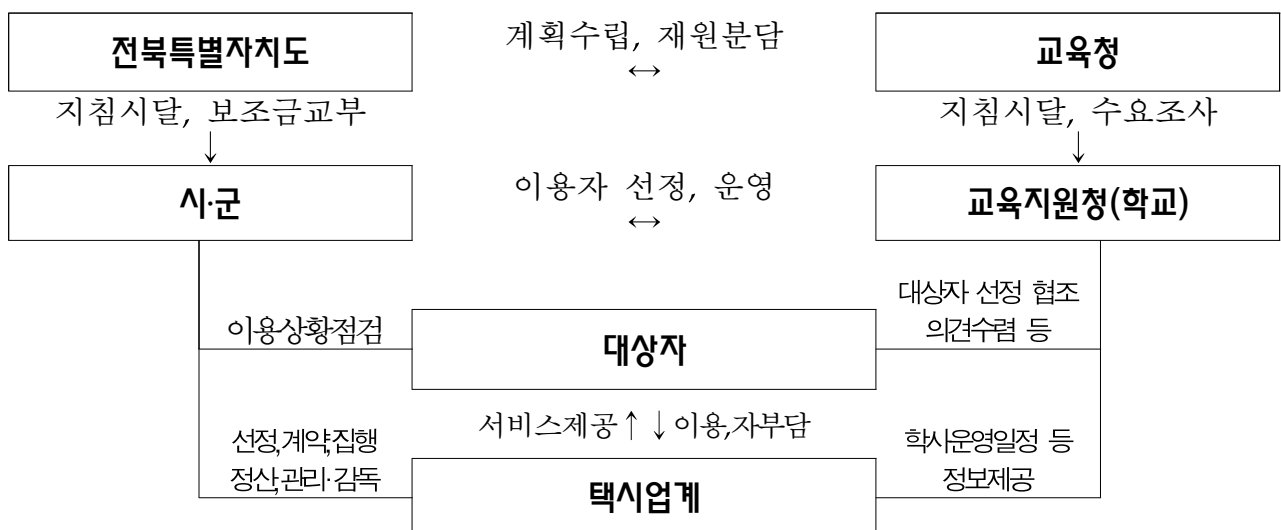 전북특별자치도
계획수립, 재원분담
↔
교육청
지침시달, 보조금교부
↓
지침시달, 수요조사
↓
시·군
이용자 선정, 운영
↔
교육지원청(학교)
이용상황점검
대상자
대상자 선정 협조
의견수렴 등
서비스제공↑ ↓이용,자부담
선정,계약,집행
정산,관리·감독
택시업계
학사운영일정 등
정보제공